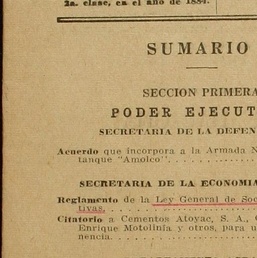 2a. clase, en el año de 1884.
SUMARIO
SECCION PRIMERA
PODER EJECUT
SECRETARIA DE LA DEFEN
Acuerdo que incorpora a la Armada N
tanque "Amolco"
SECRETARIA DE LA ECONOMIA
Reglamento de la Ley General de Soc
tivas.
Citatorio a Cementos Atoyac, S. A., C
Enrique Motolinía y otros, para u
nencia.